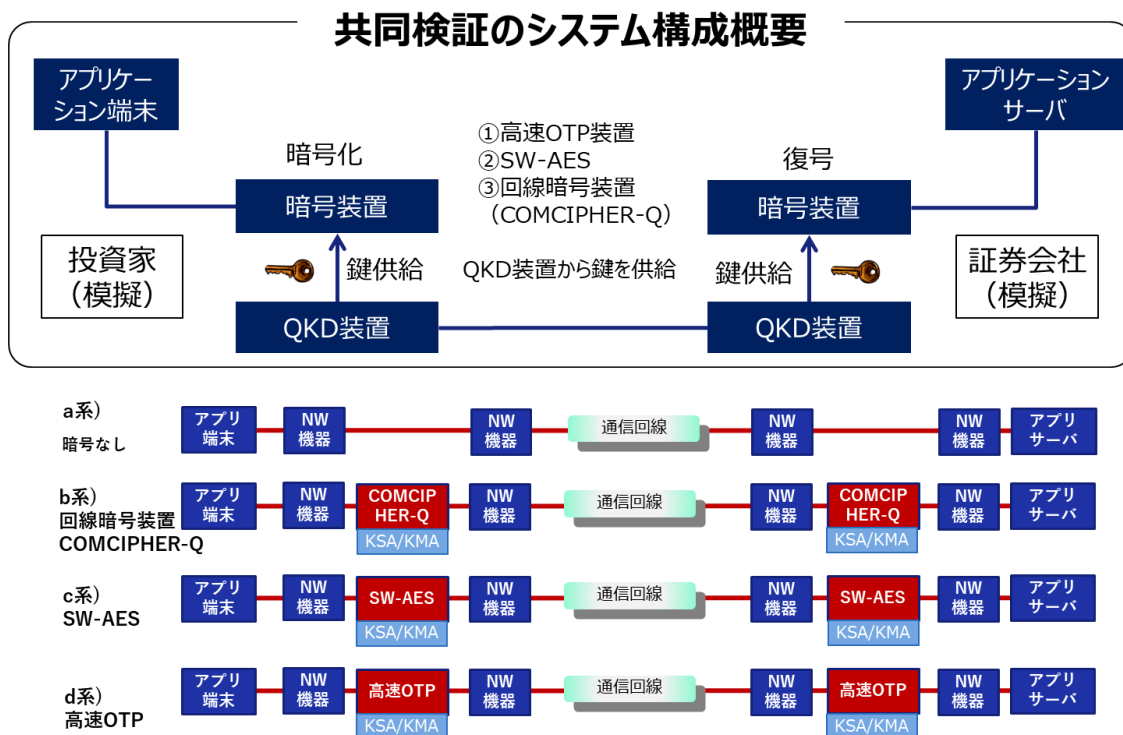 共同検証のシステム構成概要
アプリケー
ション端末
アプリケーション
サーバ
①高速OTP装置
②SW-AES
③回線暗号装置
（COMCIPHER-Q）
暗号化
復号
暗号装置
暗号装置
投資家
（模擬）
鍵供給
QKD装置から鍵を供給
鍵供給
証券会社
（模擬）
QKD装置
QKD装置
a系）
暗号なし
アプリ
端末
NW
機器
NW
機器
通信回線
NW
機器
NW
機器
アプリ
サーバ
b系）
回線暗号装置
COMCIPHER-Q
アプリ
端末
NW
機器
COMCIP
HER-Q
KSA/KMA
NW
機器
通信回線
NW
機器
COMCIP
HER-Q
KSA/KMA
NW
機器
アプリ
サーバ
c系）
SW-AES
アプリ
端末
NW
機器
SW-AES
KSA/KMA
NW
機器
通信回線
NW
機器
SW-AES
KSA/KMA
NW
機器
アプリ
サーバ
d系）
高速OTP
アプリ
端末
NW
機器
高速OTP
KSA/KMA
NW
機器
通信回線
NW
機器
高速OTP
KSA/KMA
NW
機器
アプリ
サーバ